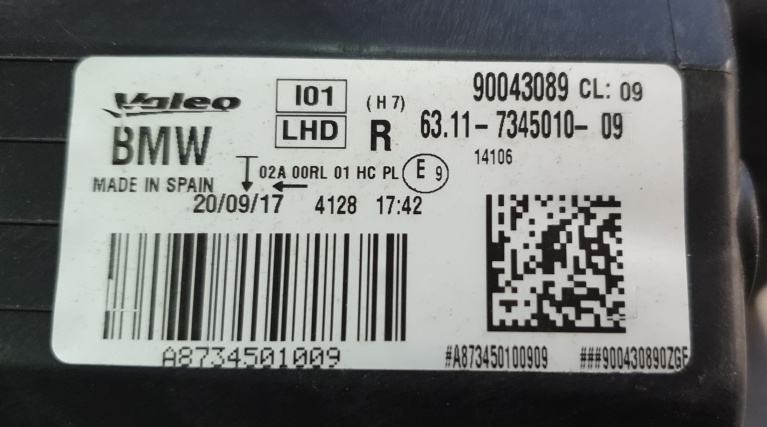 Valeo I01 (H7) 90043089 CL: 09
BMW LHD R 63.11-7345010-09
14106
MADE IN SPAIN 02A 00RL 01 HC PL E 9
20/09/17 4128 17:42
A8734501009
#A873450100909 ###900430890ZGE